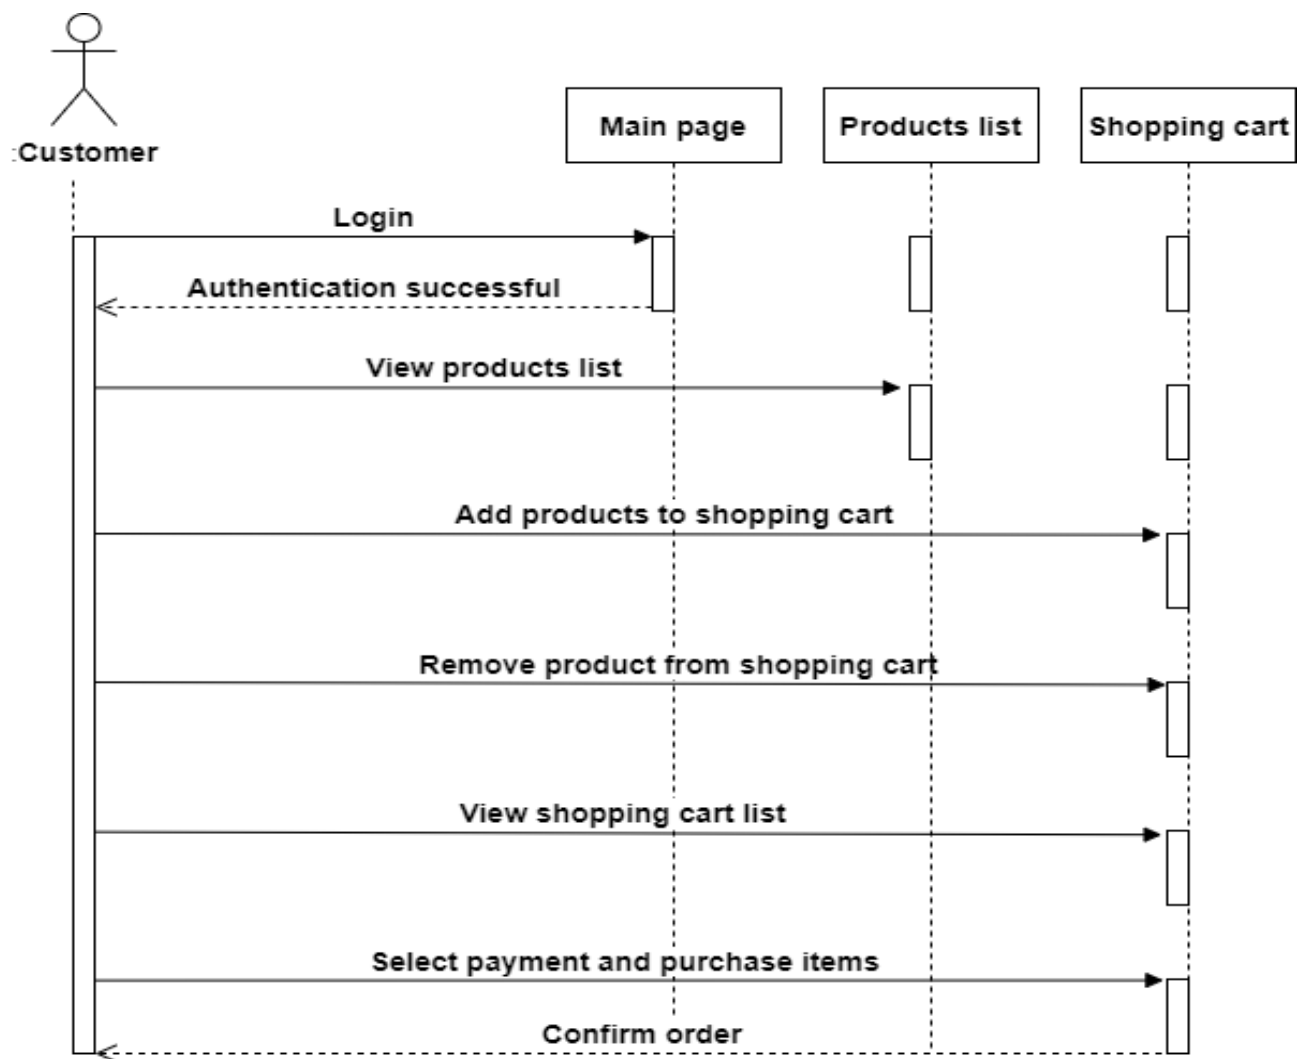 :Customer
Main page
Products list
Shopping cart
Login
Authentication successful
View products list
Add products to shopping cart
Remove product from shopping cart
View shopping cart list
Select payment and purchase items
Confirm order